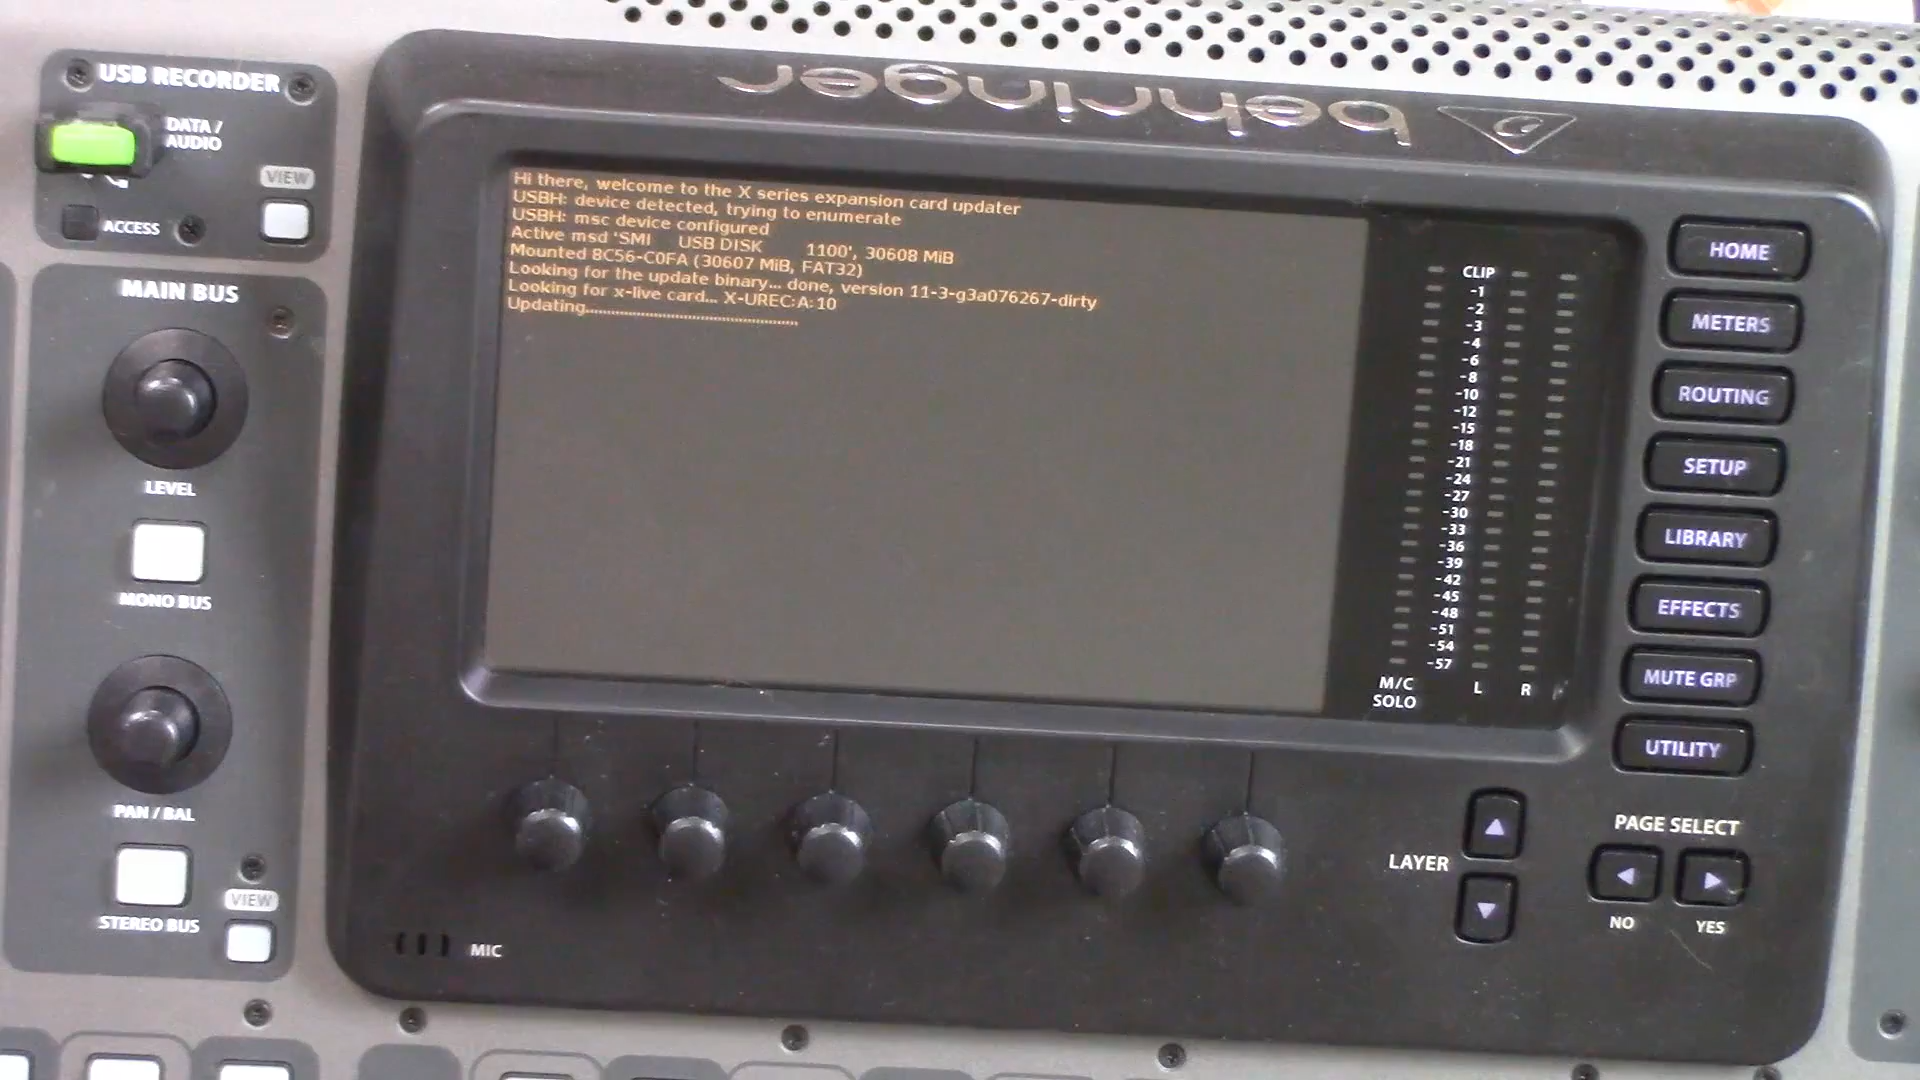 behringer
USB RECORDER
DATA /
AUDIO
VIEW
ACCESS
Hi there, welcome to the X series expansion card updater
USBH: device detected, trying to enumerate
USBH: msc device configured
Active msd 'SMI    USB DISK        1100', 30608 MiB
Mounted 8C56-C0FA (30607 MiB, FAT32)
Looking for the update binary... done, version 11-3-g3a076267-dirty
Looking for x-live card... X-UREC:A:10
Updating..................................................
MAIN BUS
LEVEL
MONO BUS
PAN / BAL
STEREO BUS
VIEW
CLIP
-1
-2
-3
-4
-6
-8
-10
-12
-15
-18
-21
-24
-27
-30
-33
-36
-39
-42
-45
-48
-51
-54
-57
M/C
SOLO
L
R
HOME
METERS
ROUTING
SETUP
LIBRARY
EFFECTS
MUTE GRP
UTILITY
LAYER
PAGE SELECT
NO
YES
MIC